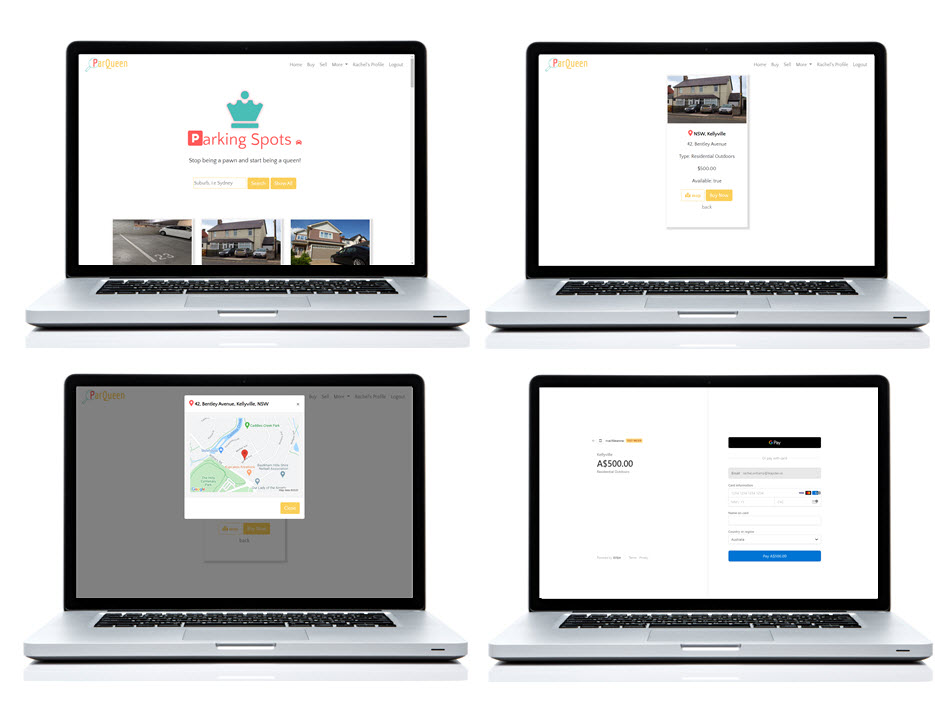 ParQueen
Home Buy Sell More Rachel's Profile Logout
Parking Spots
Stop being a pawn and start being a queen!
Suburb, i.e Sydney Search Show All
23
ParQueen
Home Buy Sell More Rachel's Profile Logout
NSW, Kellyville
42, Bentley Avenue
Type: Residential Outdoors
$500.00
Available: true
Buy Now
back
ParQueen
Buy Sell More Rachel's Profile Logout
42, Bentley Avenue, Kellyville, NSW
×
Google
Close
Buy Now
back
TEST MODE
Kellyville
A$500.00
Residential Outdoors
Powered by stripe Terms Privacy
G Pay
Or pay with card
Email
Card information
Name on card
Country or region
Australia
Pay A$500.00